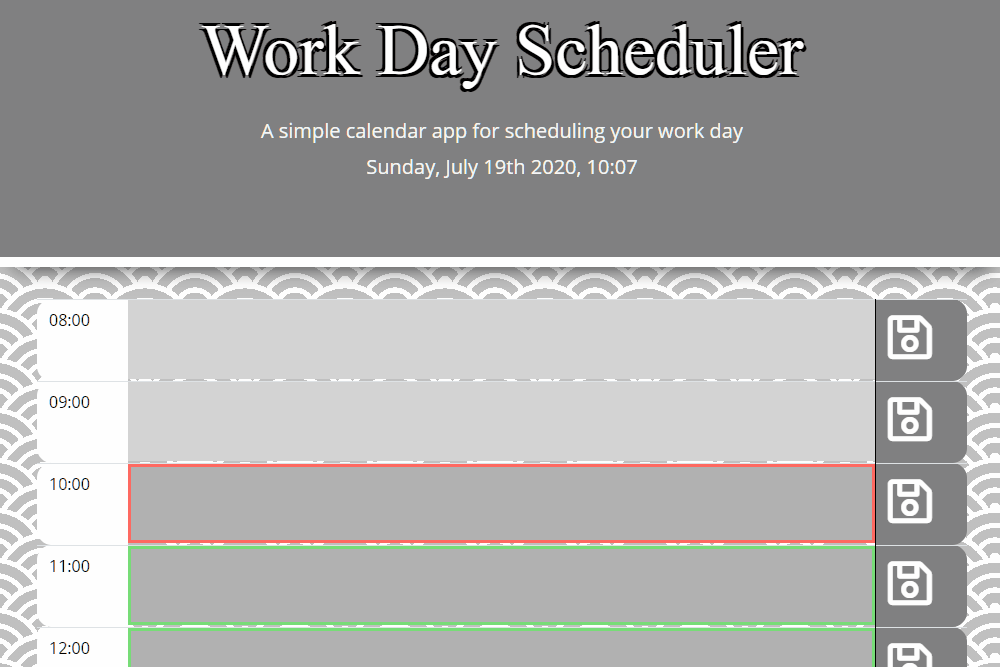 Work Day Scheduler
A simple calendar app for scheduling your work day
Sunday, July 19th 2020, 10:07
08:00
09:00
10:00
11:00
12:00